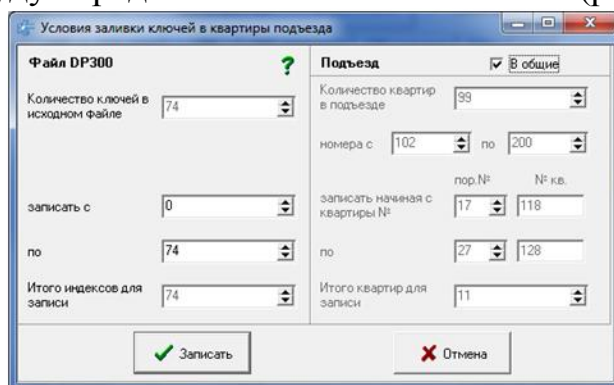 Условия заливки ключей в квартиры подъезда
Файл DP300
?
Количество ключей в исходном файле
74
записать с
0
по
74
Итого индексов для записи
74
Подъезд
В общие
Количество квартир в подъезде
99
номера с 102 по 200
пор.№ № кв.
записать начиная с квартиры №
17 118
по
27 128
Итого квартир для записи
11
Записать
Отмена